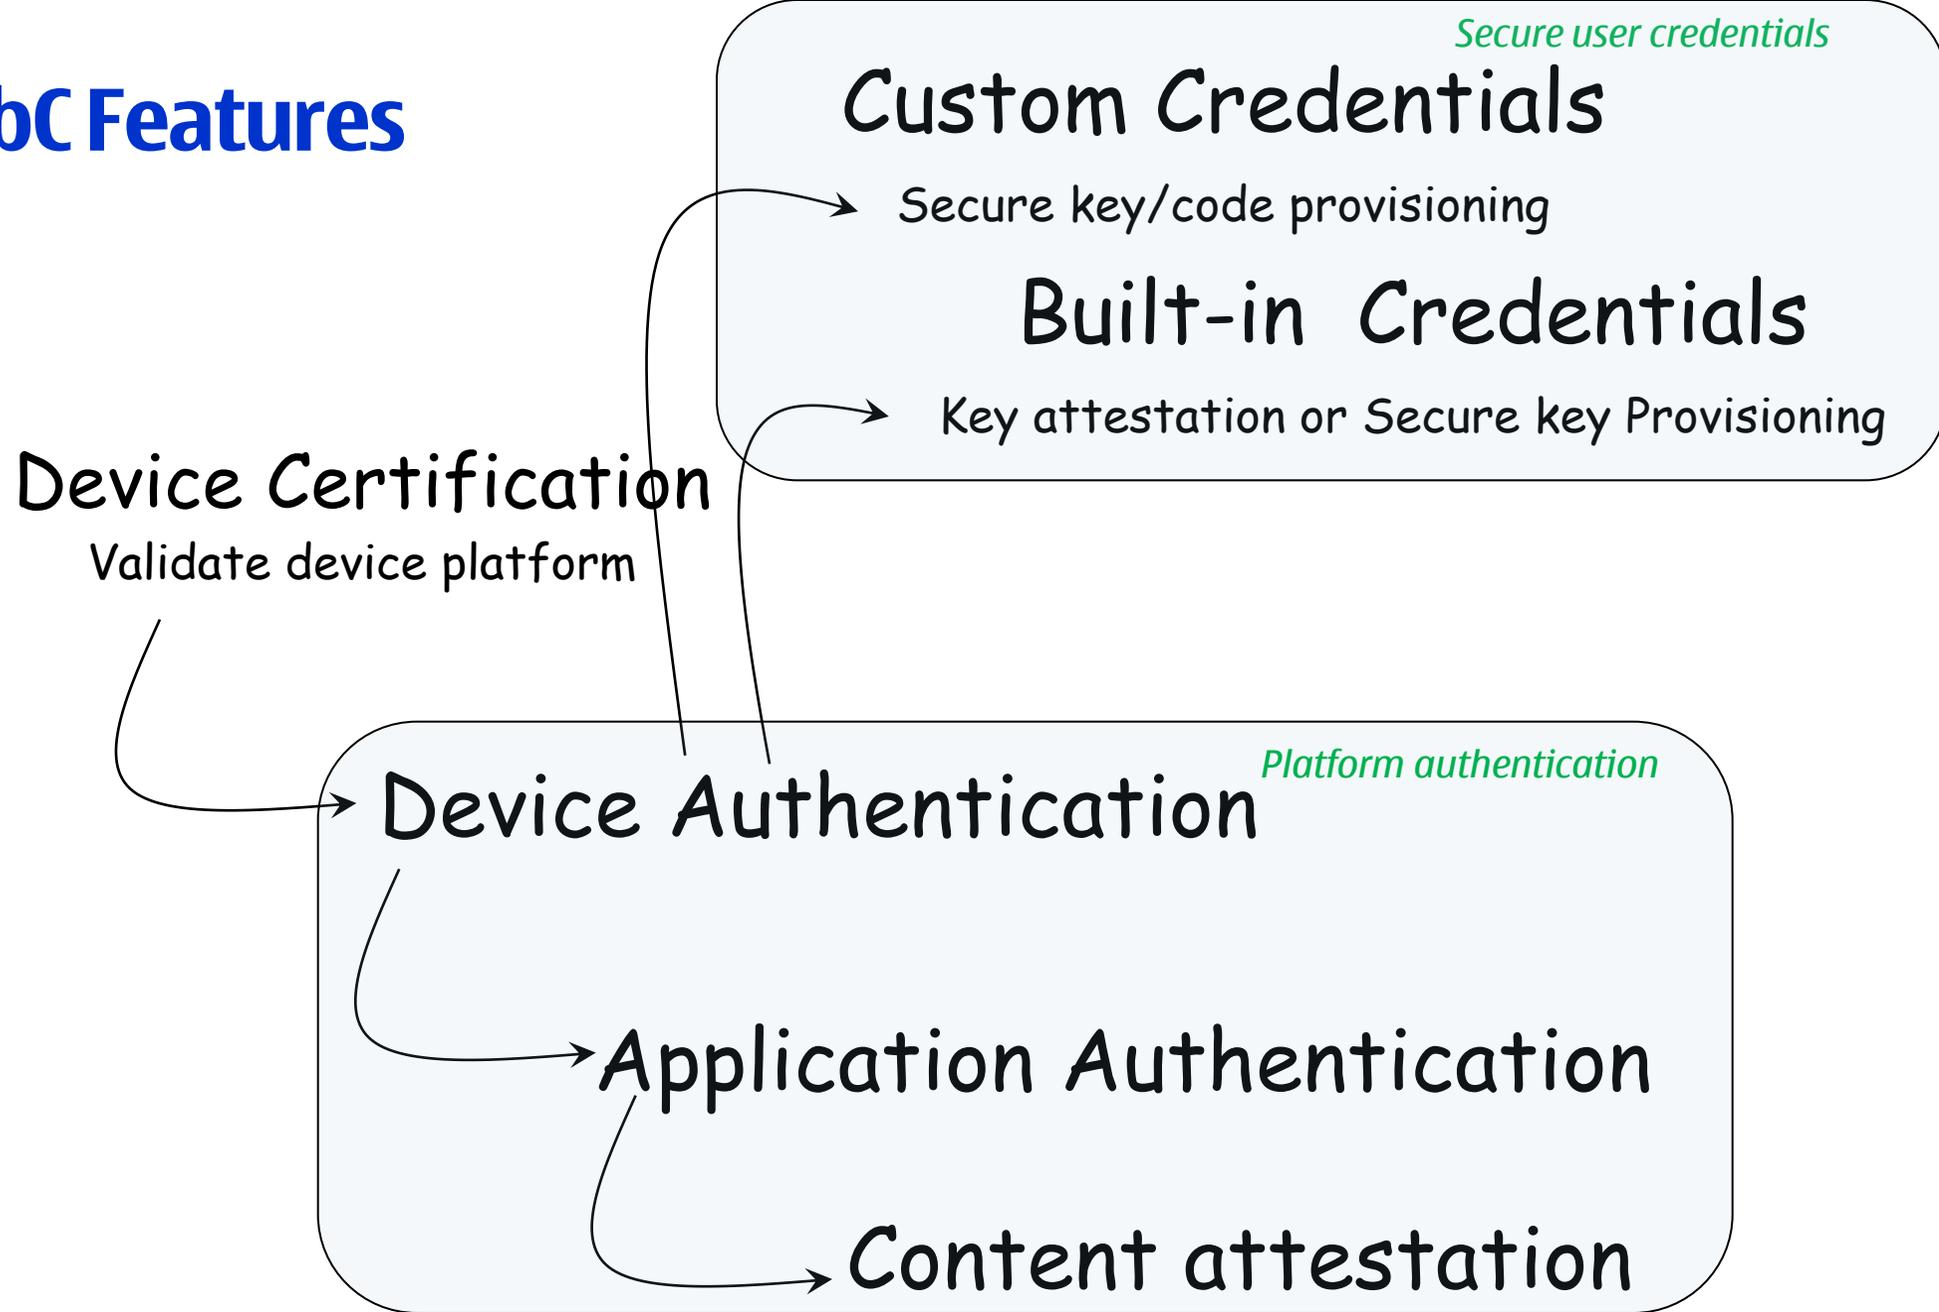 bC Features
Secure user credentials
Custom Credentials
Secure key/code provisioning
Built-in Credentials
Key attestation or Secure key Provisioning
Device Certification
Validate device platform
Platform authentication
Device Authentication
Application Authentication
Content attestation